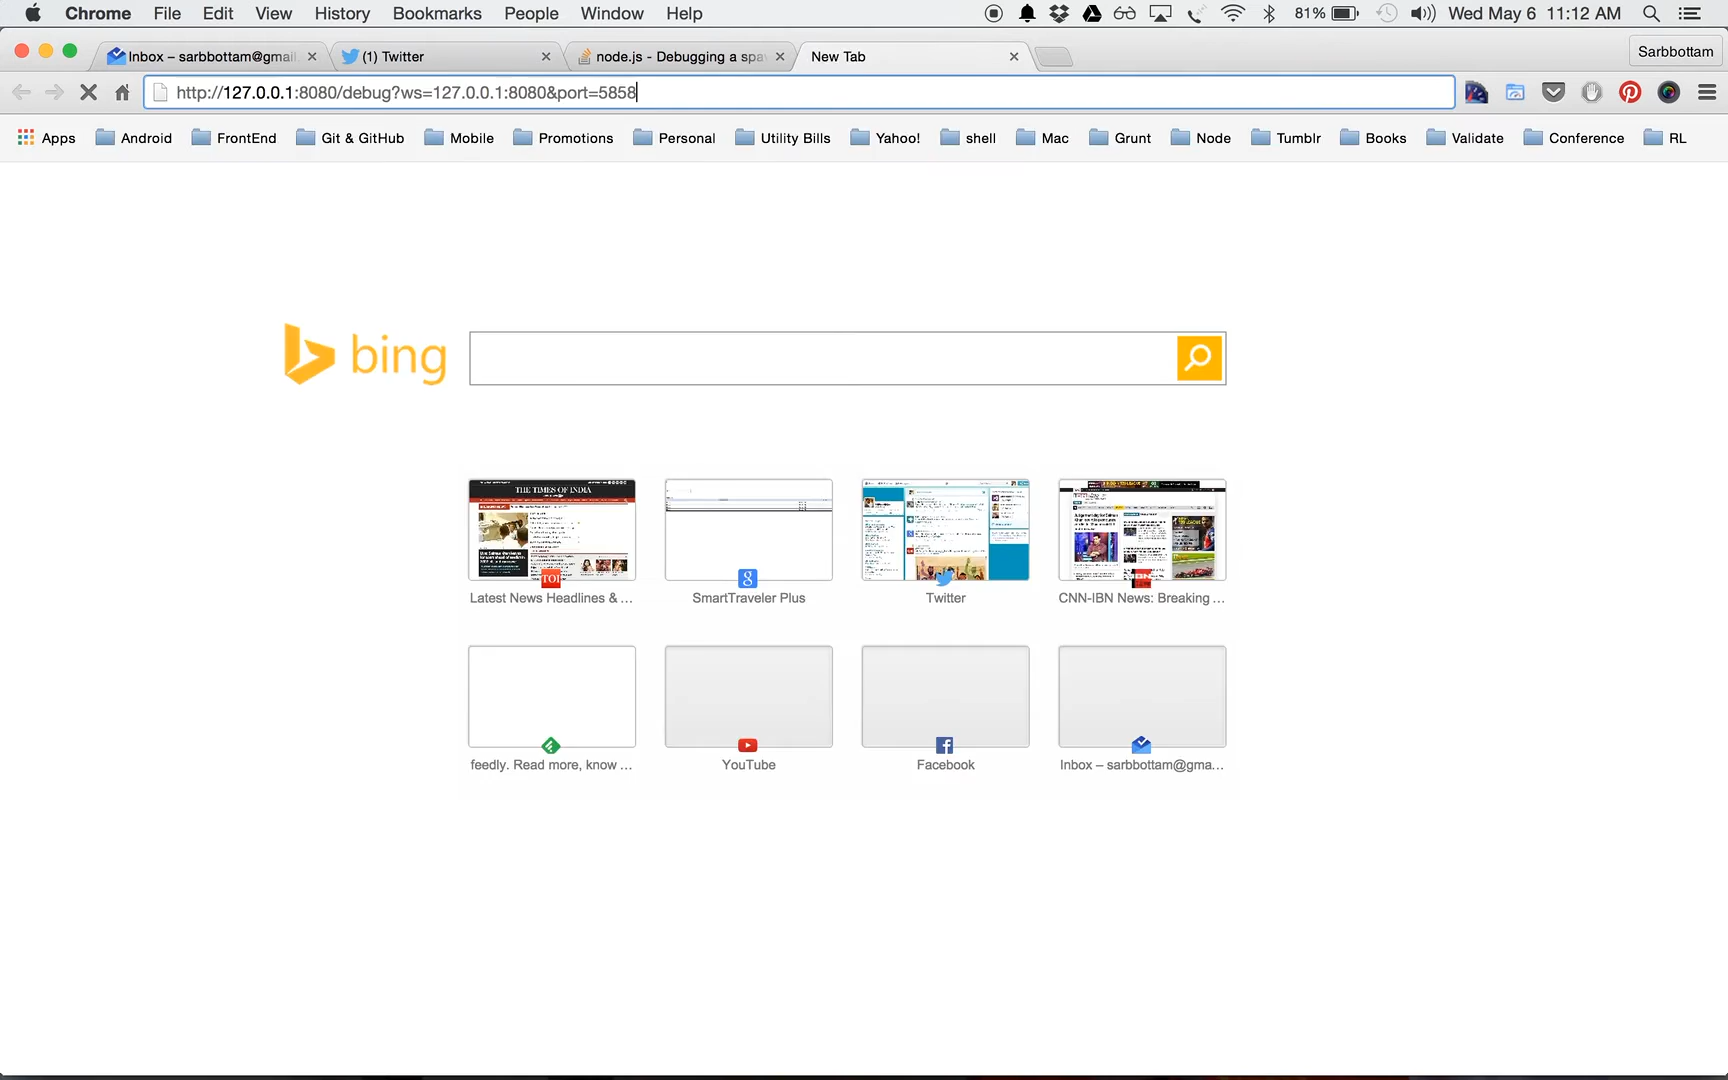 Chrome File Edit View History Bookmarks People Window Help 81% Wed May 6 11:12 AM
Inbox – sarbbottam@gmail (1) Twitter node.js - Debugging a spa New Tab Sarbbottam
http://127.0.0.1:8080/debug?ws=127.0.0.1:8080&port=5858
Apps Android FrontEnd Git & GitHub Mobile Promotions Personal Utility Bills Yahoo! shell Mac Grunt Node Tumblr Books Validate Conference RL
bing
THE TIMES OF INDIA
TOI
Latest News Headlines & ... SmartTraveler Plus Twitter CNN-IBN News: Breaking ...
feedly. Read more, know ... YouTube Facebook Inbox – sarbbottam@gma...